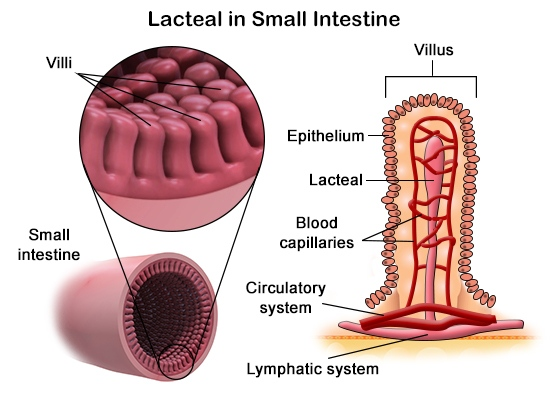 Lacteal in Small Intestine
Villi
Small
intestine
Villus
Epithelium
Lacteal
Blood
capillaries
Circulatory
system
Lymphatic system